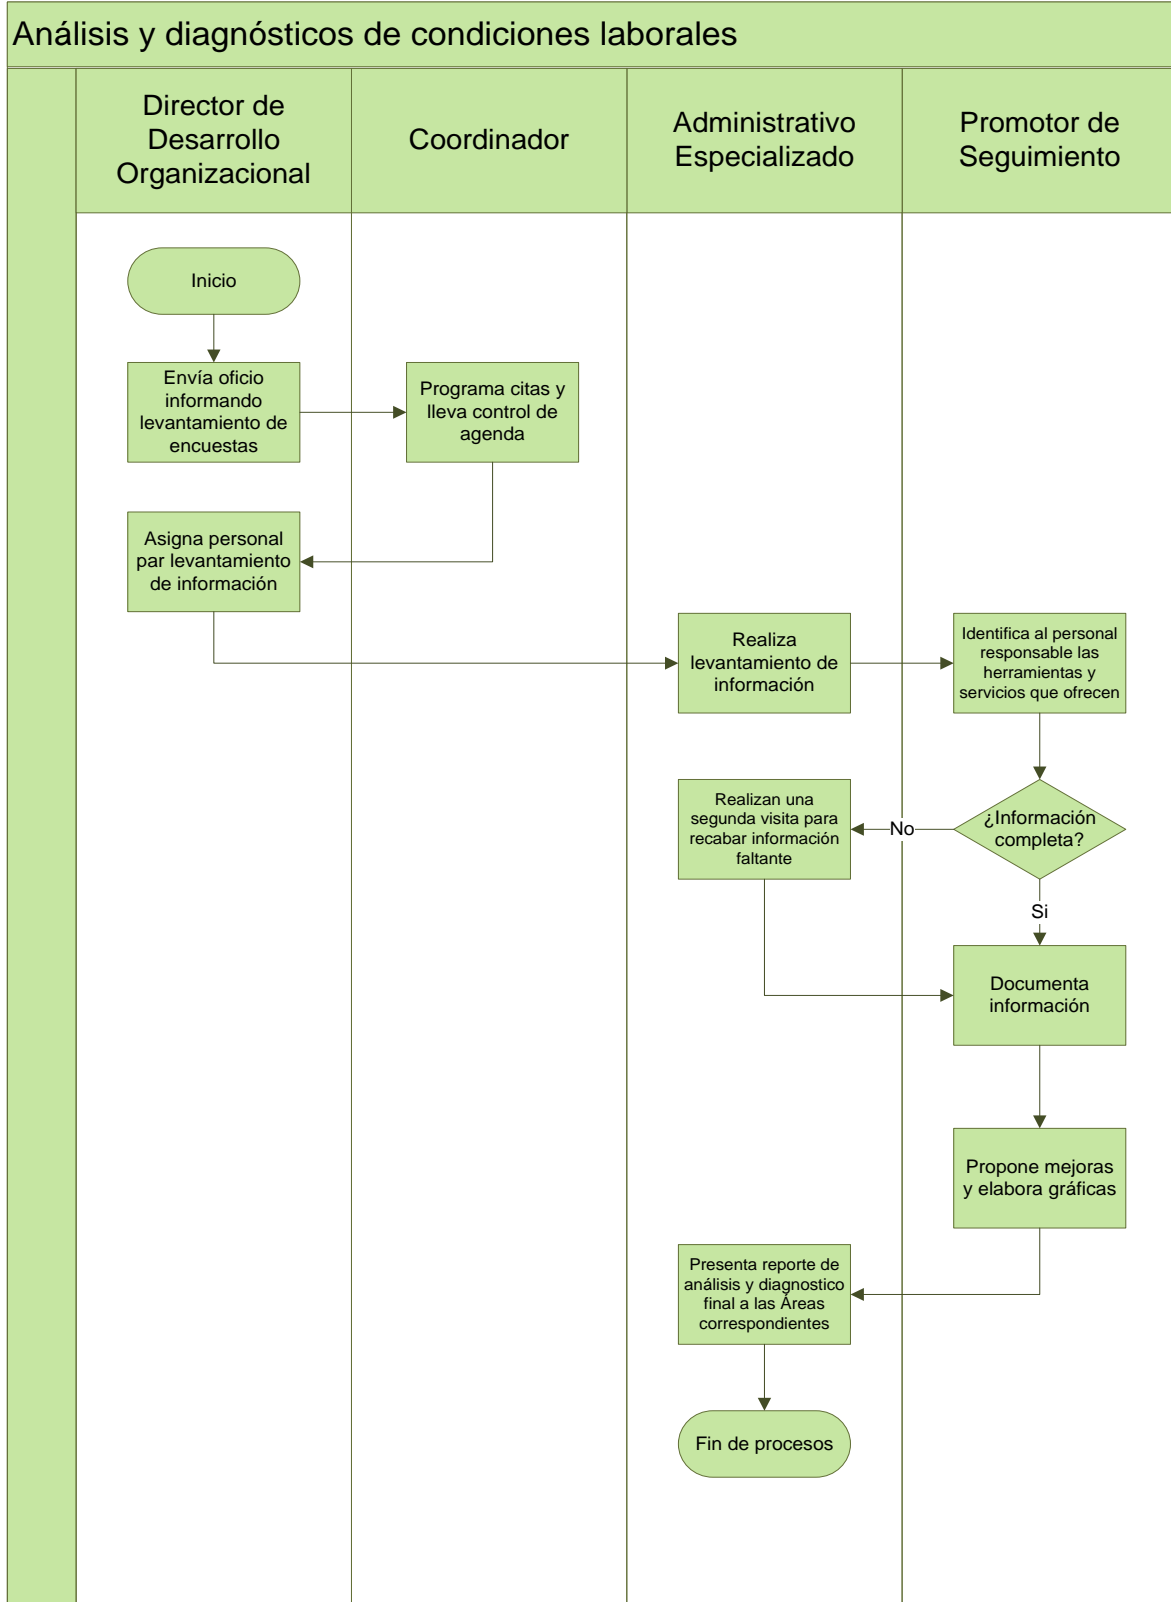 Análisis y diagnósticos de condiciones laborales
Director de
Desarrollo
Organizacional
Coordinador
Administrativo
Especializado
Promotor de
Seguimiento
Inicio
Envía oficio
informando
levantamiento de
encuestas
Programa citas y
lleva control de
agenda
Asigna personal
par levantamiento
de información
Realiza
levantamiento de
información
Identifica al personal
responsable las
herramientas y
servicios que ofrecen
¿Información
completa?
No
Realizan una
segunda visita para
recabar información
faltante
Si
Documenta
información
Propone mejoras
y elabora gráficas
Presenta reporte de
análisis y diagnostico
final a las Áreas
correspondientes
Fin de procesos